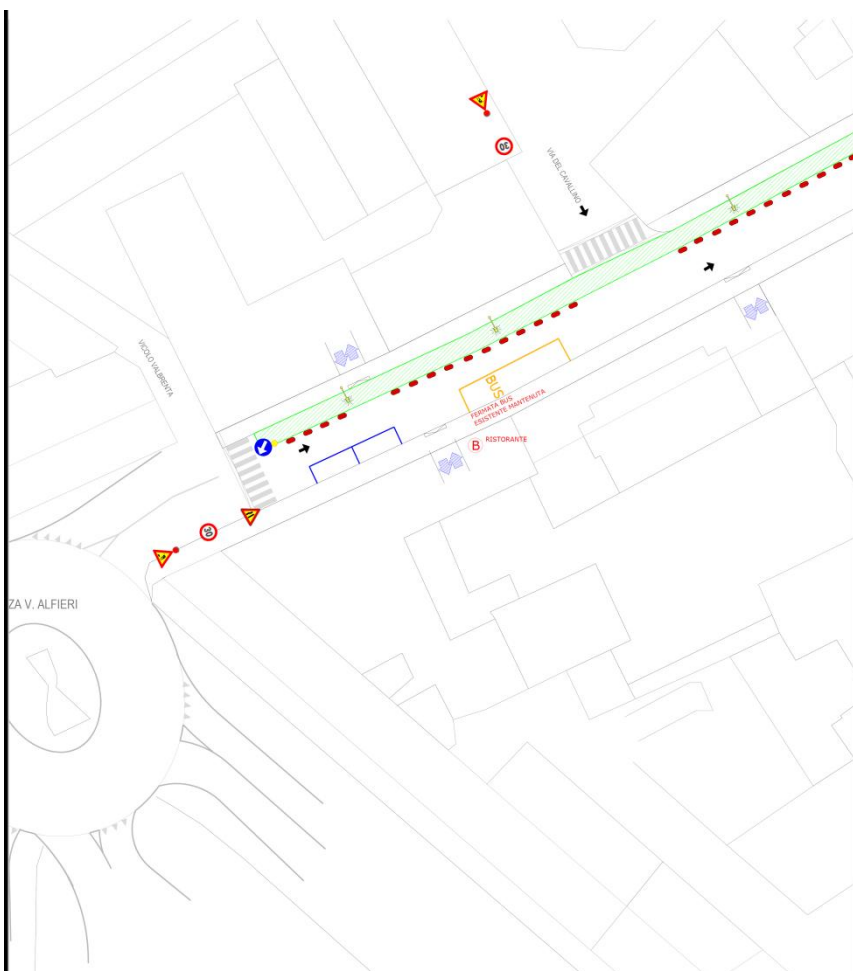 30
VIA DEL CAVALLINO
VICOLO VALBRENTA
BUS
FERMATA BUS
ESISTENTE MANTENUTA
B
RISTORANTE
30
ZA V. ALFIERI